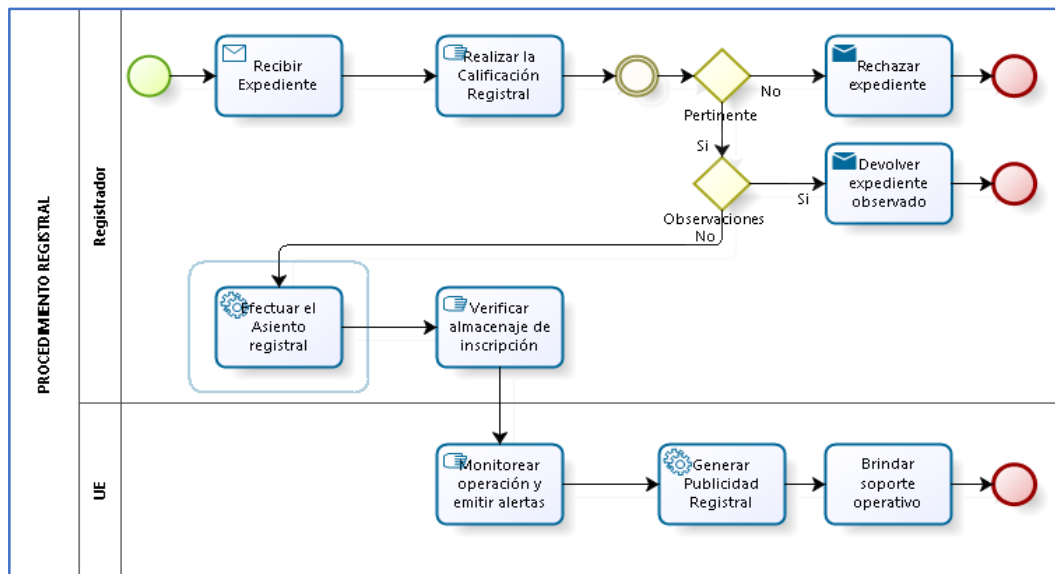 PROCEDIMIENTO REGISTRAL
Registrador
Recibir
Expediente
Realizar la
Calificación
Registral
Pertinente
No
Si
Rechazar
expediente
Observaciones
Si
No
Devolver
expediente
observado
Efectuar el
Asiento
registral
Verificar
almacenaje de
inscripción
UE
Monitorear
operación y
emitir alertas
Generar
Publicidad
Registral
Brindar
soporte
operativo